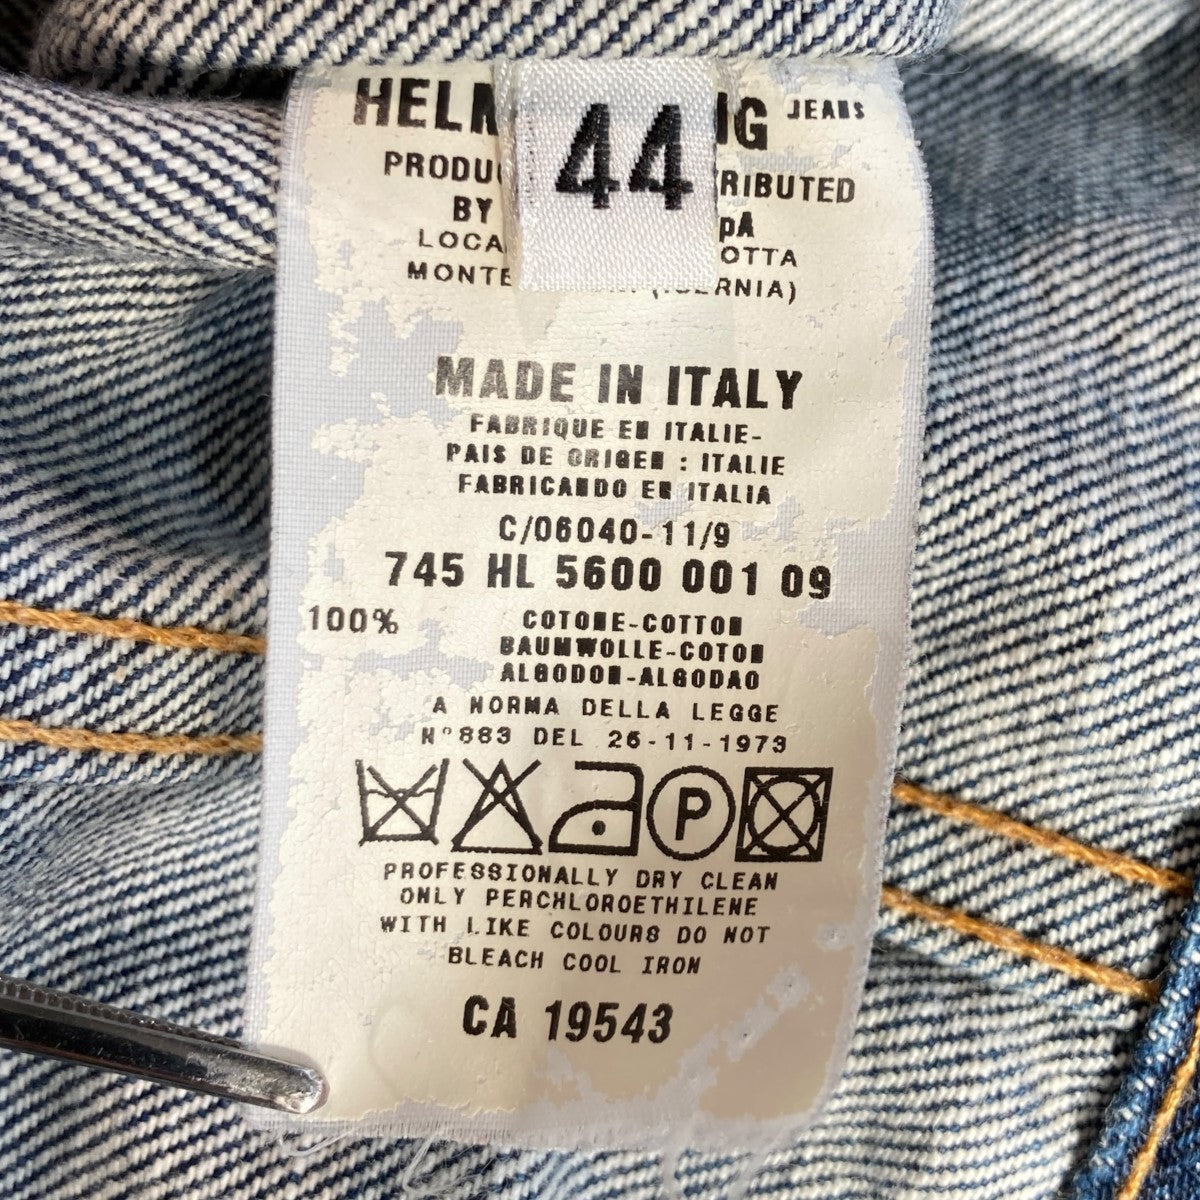 HELM NG JEANS
44
PRODU RIBUTED
BY pA
LOCA OTTA
MONTE RNIA)
MADE IN ITALY
FABRIQUE EN ITALIE-
PAIS DE ORIGEN : ITALIE
FABRICANDO EN ITALIA
C/06040-11/9
745 HL 5600 001 09
100% COTONE-COTTON
BAUMWOLLE-COTON
ALGODON-ALGODAO
A NORMA DELLA LEGGE
N°883 DEL 26-11-1973
P
PROFESSIONALLY DRY CLEAN
ONLY PERCHLOROETHILENE
WITH LIKE COLOURS DO NOT
BLEACH COOL IRON
CA 19543